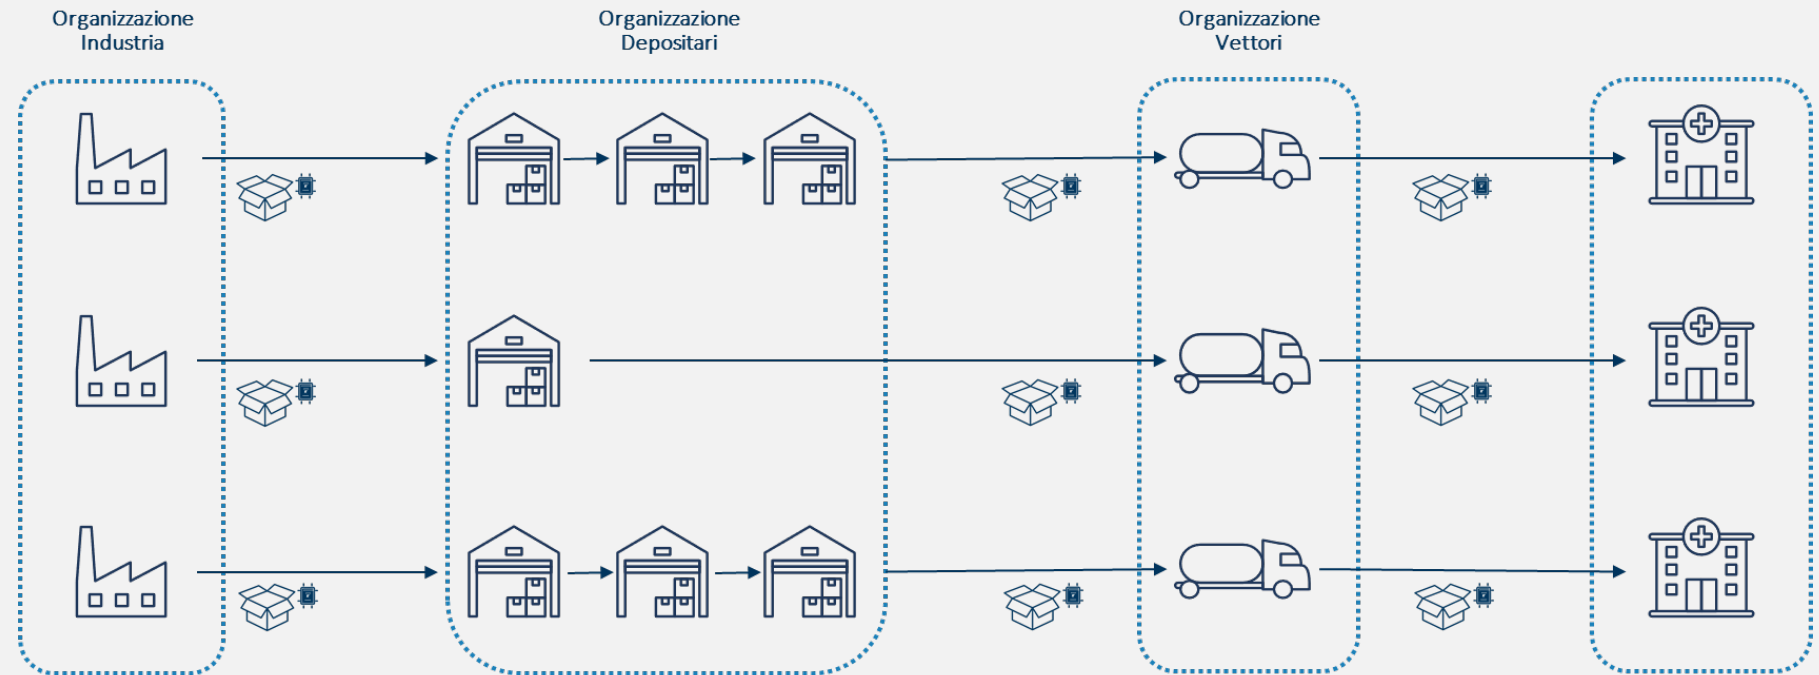 Organizzazione
Industria
Organizzazione
Depositari
Organizzazione
Vettori